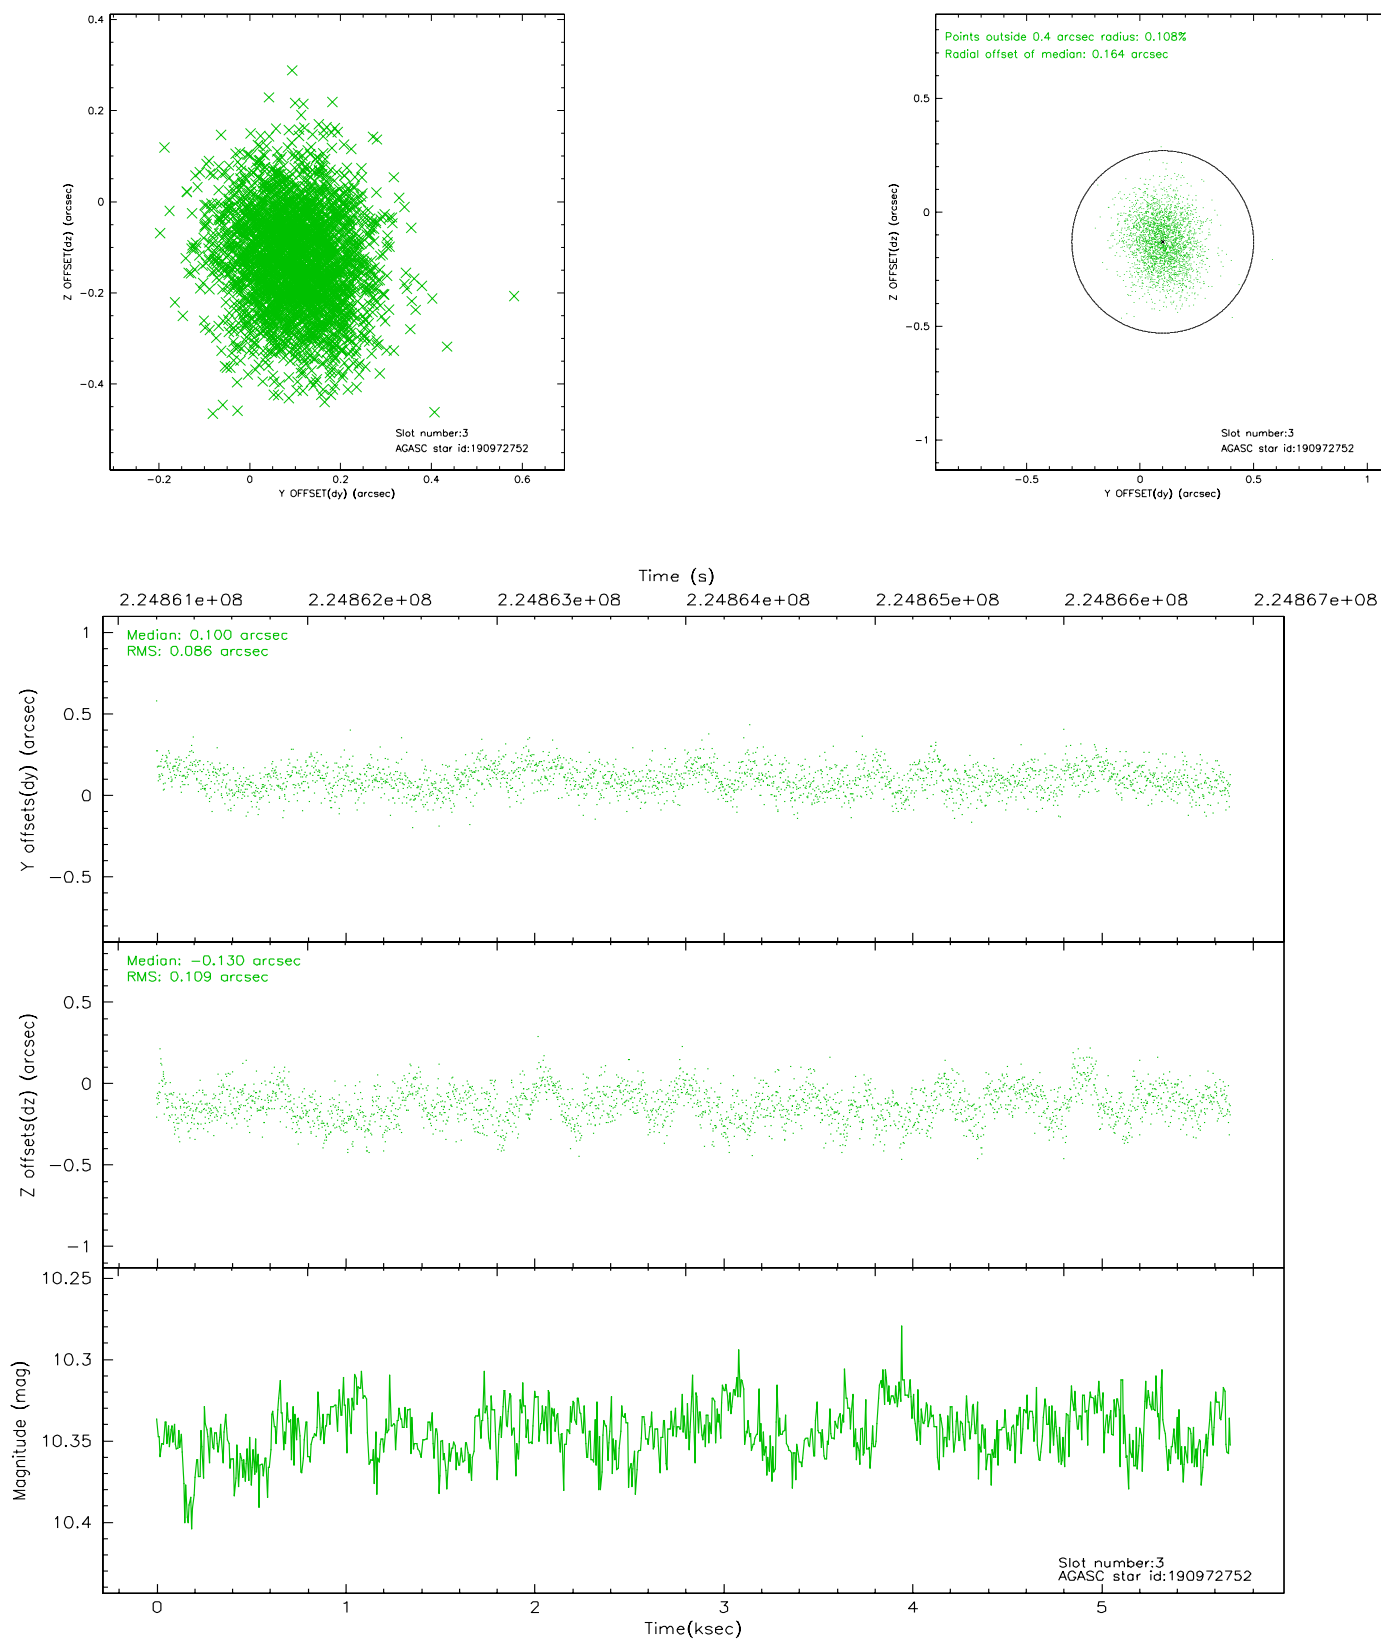 0.4
0.2
0
-0.2
-0.4
Z OFFSET(dz) (arcsec)
Slot number:3
AGASC star id:190972752
-0.2 0 0.2 0.4 0.6
Y OFFSET(dy) (arcsec)
Points outside 0.4 arcsec radius: 0.108%
Radial offset of median: 0.164 arcsec
0.5
0
-0.5
-1
Z OFFSET(dz) (arcsec)
Slot number:3
AGASC star id:190972752
-0.5 0 0.5 1
Y OFFSET(dy) (arcsec)
Time (s)
2.24861e+08 2.24862e+08 2.24863e+08 2.24864e+08 2.24865e+08 2.24866e+08 2.24867e+08
Median: 0.100 arcsec
RMS: 0.086 arcsec
1
0.5
0
-0.5
Y offsets(dy) (arcsec)
Median: -0.130 arcsec
RMS: 0.109 arcsec
0.5
0
-0.5
-1
Z offsets(dz) (arcsec)
10.25
10.3
10.35
10.4
Magnitude (mag)
Slot number:3
AGASC star id:190972752
0 1 2 3 4 5
Time(ksec)